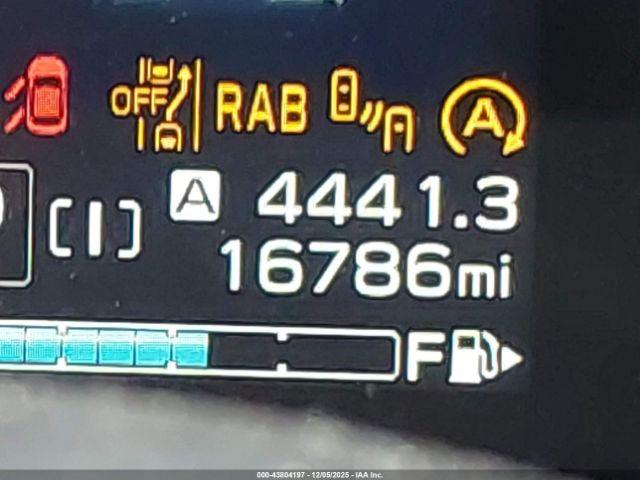 OFF RAB A
A 4441.3
[I] 16786mi
F
000-43804197 - 12/05/2025 - IAA Inc.